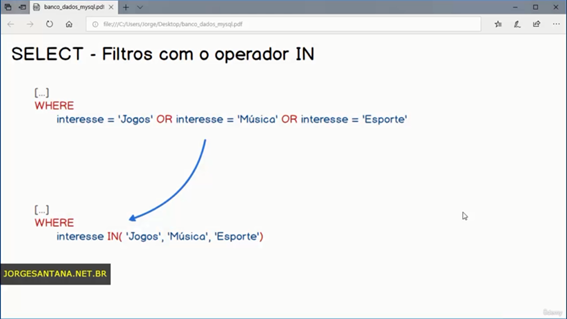 banco_dados_mysql.pdf
file:///C:/Users/Jorge/Desktop/banco_dados_mysql.pdf
SELECT - Filtros com o operador IN
[...]
WHERE
interesse = 'Jogos' OR interesse = 'Música' OR interesse = 'Esporte'
[...]
WHERE
interesse IN( 'Jogos', 'Música', 'Esporte')
JORGESANTANA.NET.BR
Udemy